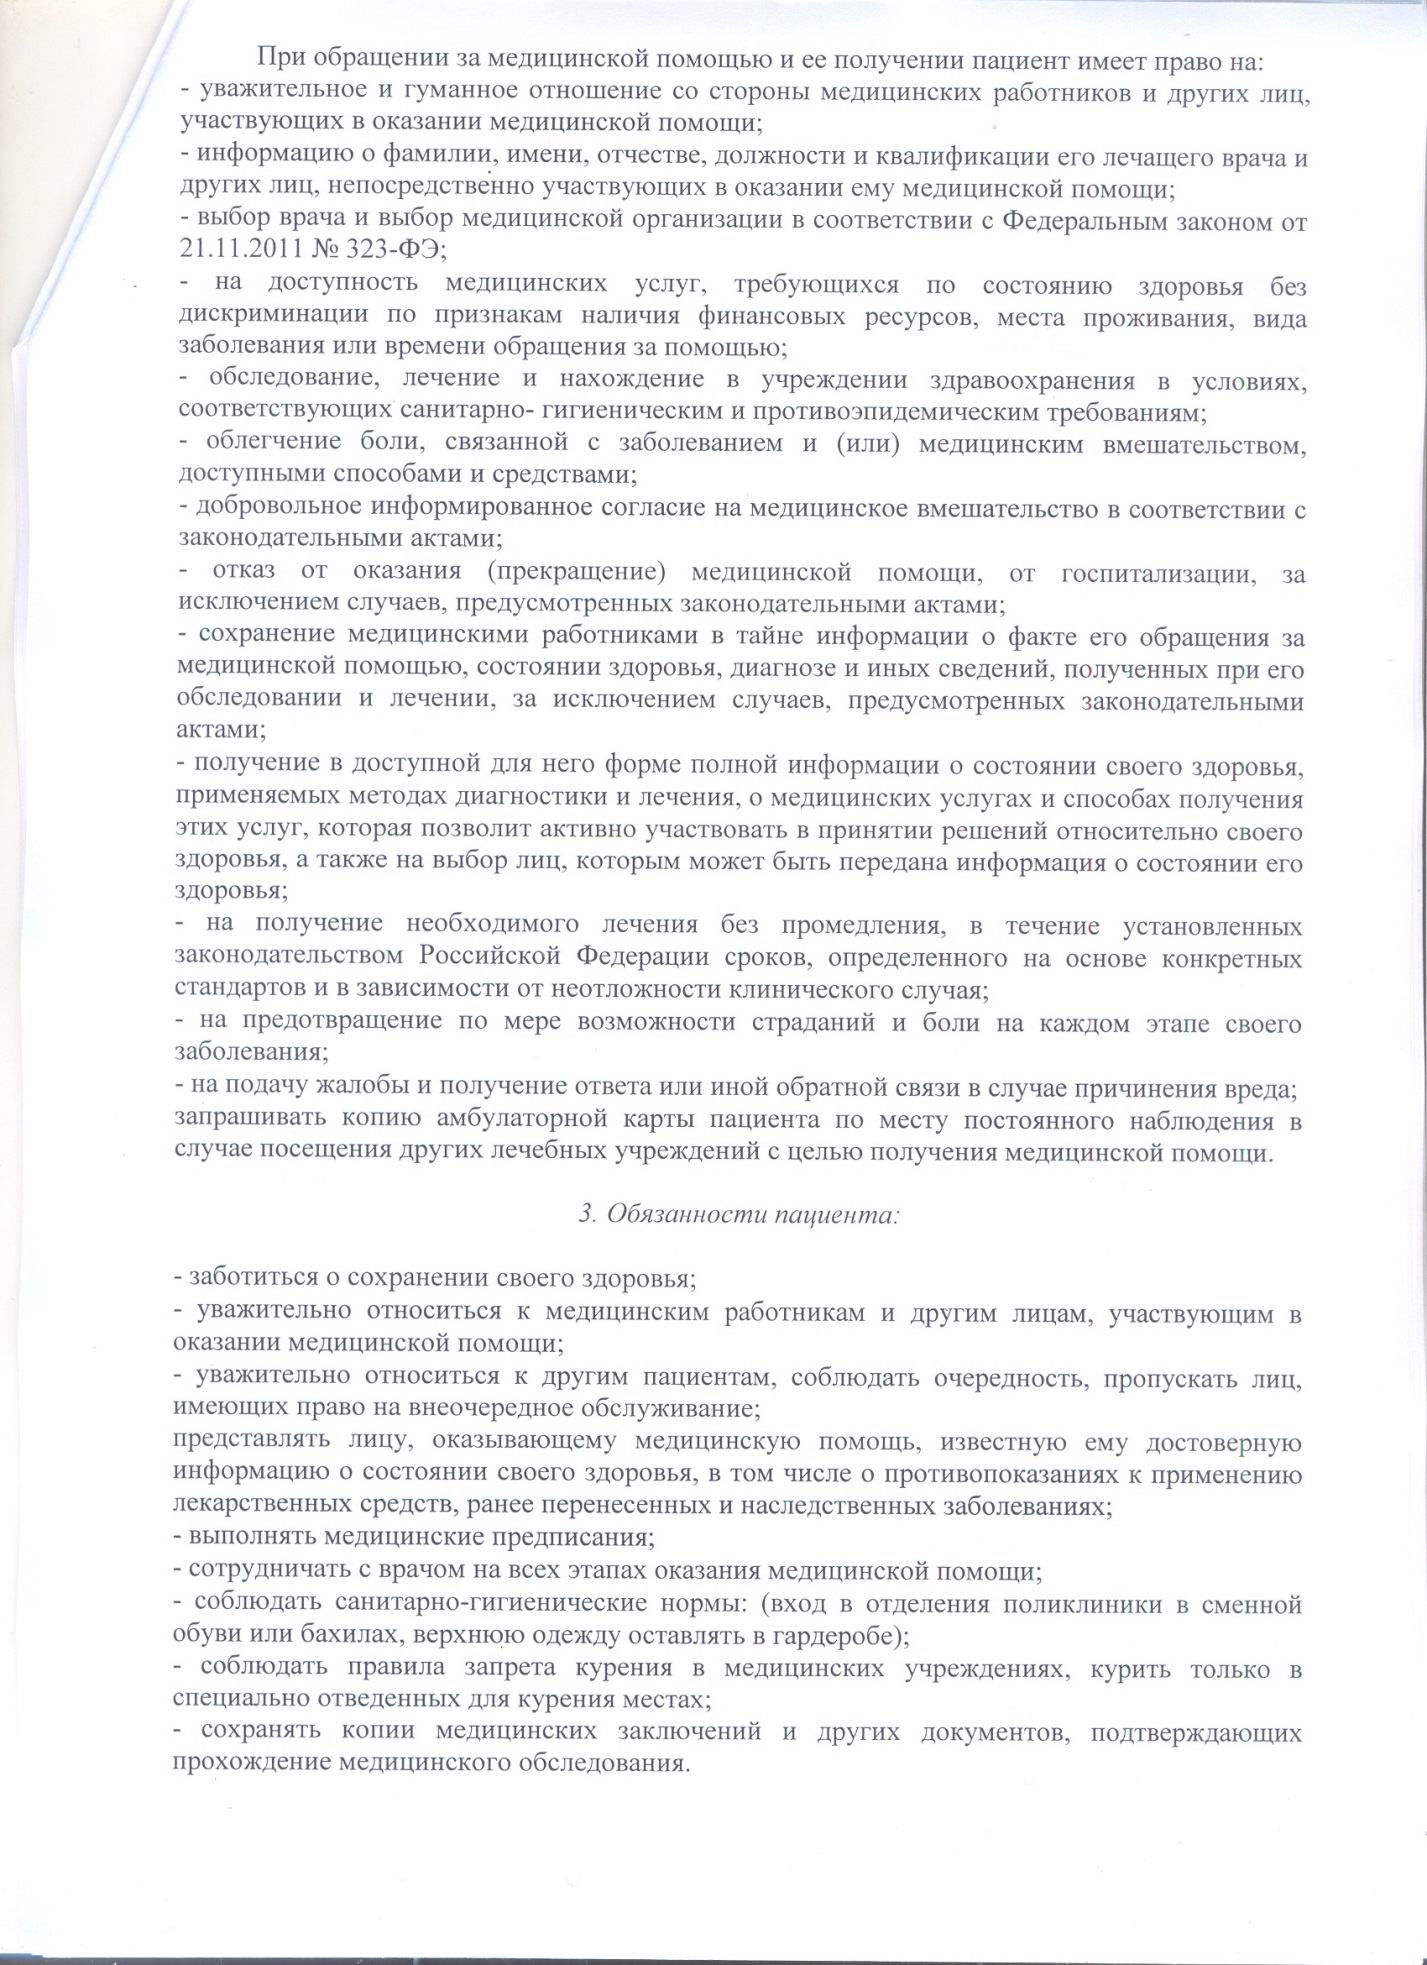 При обращении за медицинской помощью и ее получении пациент имеет право на:
- уважительное и гуманное отношение со стороны медицинских работников и других лиц,
участвующих в оказании медицинской помощи;
- информацию о фамилии, имени, отчестве, должности и квалификации его лечащего врача и
других лиц, непосредственно участвующих в оказании ему медицинской помощи;
- выбор врача и выбор медицинской организации в соответствии с Федеральным законом от
21.11.2011 № 323-ФЭ;
- на доступность медицинских услуг, требующихся по состоянию здоровья без
дискриминации по признакам наличия финансовых ресурсов, места проживания, вида
заболевания или времени обращения за помощью;
- обследование, лечение и нахождение в учреждении здравоохранения в условиях,
соответствующих санитарно- гигиеническим и противоэпидемическим требованиям;
- облегчение боли, связанной с заболеванием и (или) медицинским вмешательством,
доступными способами и средствами;
- добровольное информированное согласие на медицинское вмешательство в соответствии с
законодательными актами;
- отказ от оказания (прекращение) медицинской помощи, от госпитализации, за
исключением случаев, предусмотренных законодательными актами;
- сохранение медицинскими работниками в тайне информации о факте его обращения за
медицинской помощью, состоянии здоровья, диагнозе и иных сведений, полученных при его
обследовании и лечении, за исключением случаев, предусмотренных законодательными
актами;
- получение в доступной для него форме полной информации о состоянии своего здоровья,
применяемых методах диагностики и лечения, о медицинских услугах и способах получения
этих услуг, которая позволит активно участвовать в принятии решений относительно своего
здоровья, а также на выбор лиц, которым может быть передана информация о состоянии его
здоровья;
- на получение необходимого лечения без промедления, в течение установленных
законодательством Российской Федерации сроков, определенного на основе конкретных
стандартов и в зависимости от неотложности клинического случая;
- на предотвращение по мере возможности страданий и боли на каждом этапе своего
заболевания;
- на подачу жалобы и получение ответа или иной обратной связи в случае причинения вреда;
запрашивать копию амбулаторной карты пациента по месту постоянного наблюдения в
случае посещения других лечебных учреждений с целью получения медицинской помощи.
3. Обязанности пациента:
- заботиться о сохранении своего здоровья;
- уважительно относиться к медицинским работникам и другим лицам, участвующим в
оказании медицинской помощи;
- уважительно относиться к другим пациентам, соблюдать очередность, пропускать лиц,
имеющих право на внеочередное обслуживание;
представлять лицу, оказывающему медицинскую помощь, известную ему достоверную
информацию о состоянии своего здоровья, в том числе о противопоказаниях к применению
лекарственных средств, ранее перенесенных и наследственных заболеваниях;
- выполнять медицинские предписания;
- сотрудничать с врачом на всех этапах оказания медицинской помощи;
- соблюдать санитарно-гигиенические нормы: (вход в отделения поликлиники в сменной
обуви или бахилах, верхнюю одежду оставлять в гардеробе);
- соблюдать правила запрета курения в медицинских учреждениях, курить только в
специально отведенных для курения местах;
- сохранять копии медицинских заключений и других документов, подтверждающих
прохождение медицинского обследования.